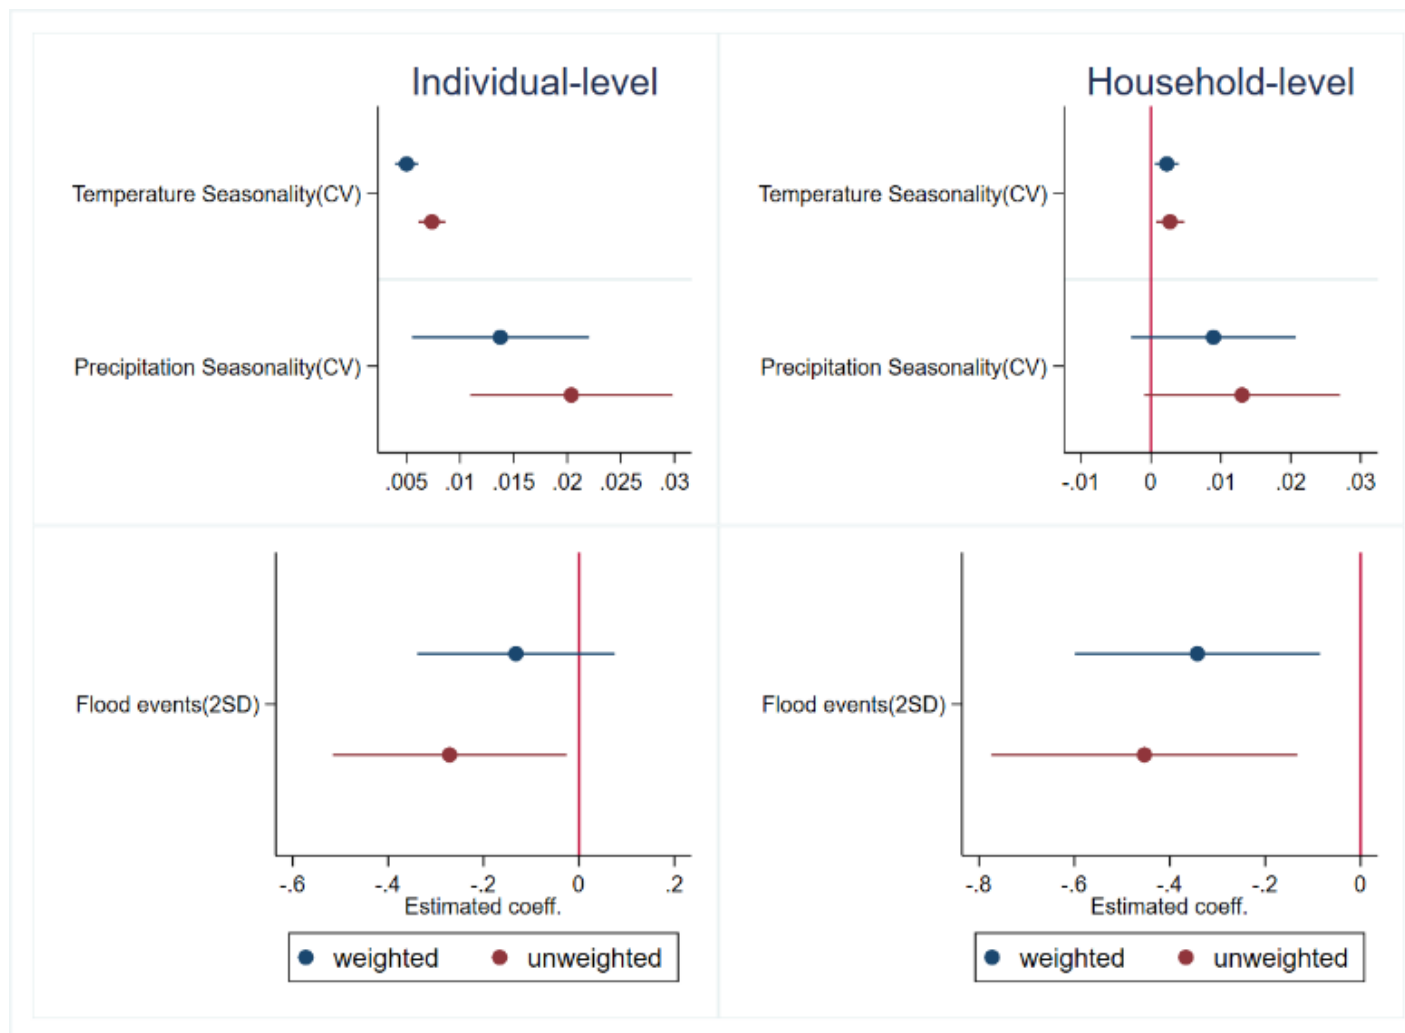 Individual-level
Temperature Seasonality(CV)
Precipitation Seasonality(CV)
.005 .01 .015 .02 .025 .03
Household-level
Temperature Seasonality(CV)
Precipitation Seasonality(CV)
-.01 0 .01 .02 .03
Flood events(2SD)
-.6 -.4 -.2 0 .2
Estimated coeff.
weighted unweighted
Flood events(2SD)
-.8 -.6 -.4 -.2 0
Estimated coeff.
weighted unweighted